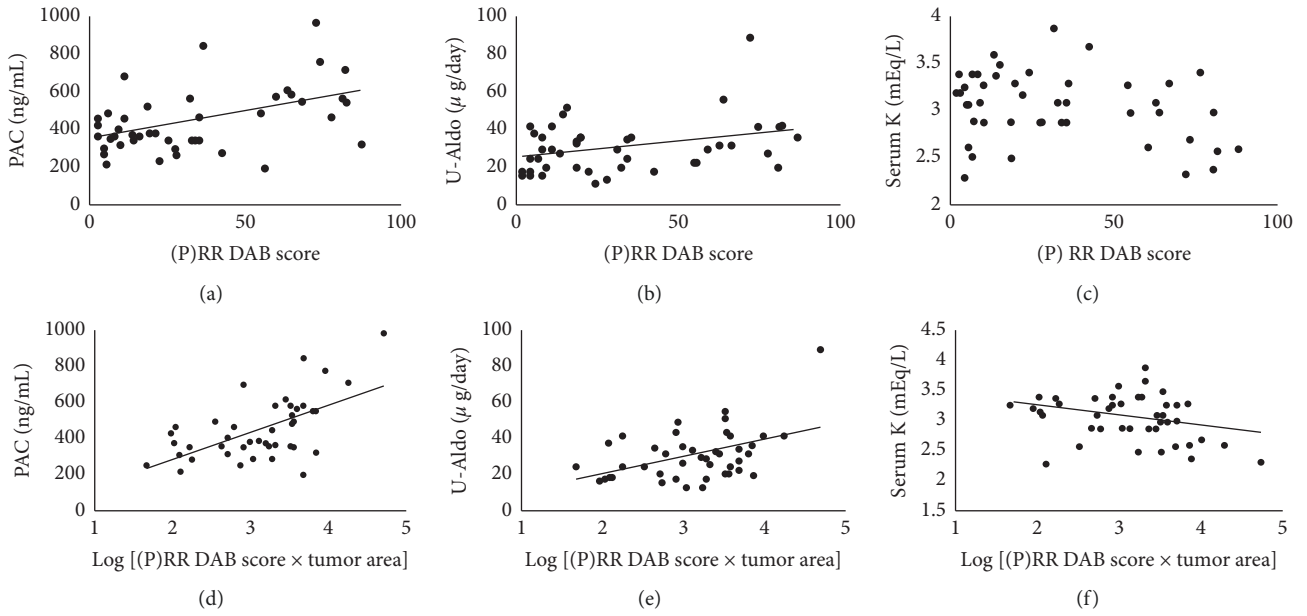 PAC (ng/mL)
1000
800
600
400
200
0
0 50 100
(P)RR DAB score
(a)
U-Aldo (µ g/day)
100
80
60
40
20
0
0 50 100
(P)RR DAB score
(b)
Serum K (mEq/L)
4
3.5
3
2.5
2
0 50 100
(P) RR DAB score
(c)
PAC (ng/mL)
1000
800
600
400
200
0
1 2 3 4 5
Log [(P)RR DAB score × tumor area]
(d)
U-Aldo (µ g/day)
100
80
60
40
20
0
1 2 3 4 5
Log [(P)RR DAB score × tumor area]
(e)
Serum K (mEq/L)
4.5
4
3.5
3
2.5
2
1.5
1 2 3 4 5
Log [(P)RR DAB score × tumor area]
(f)